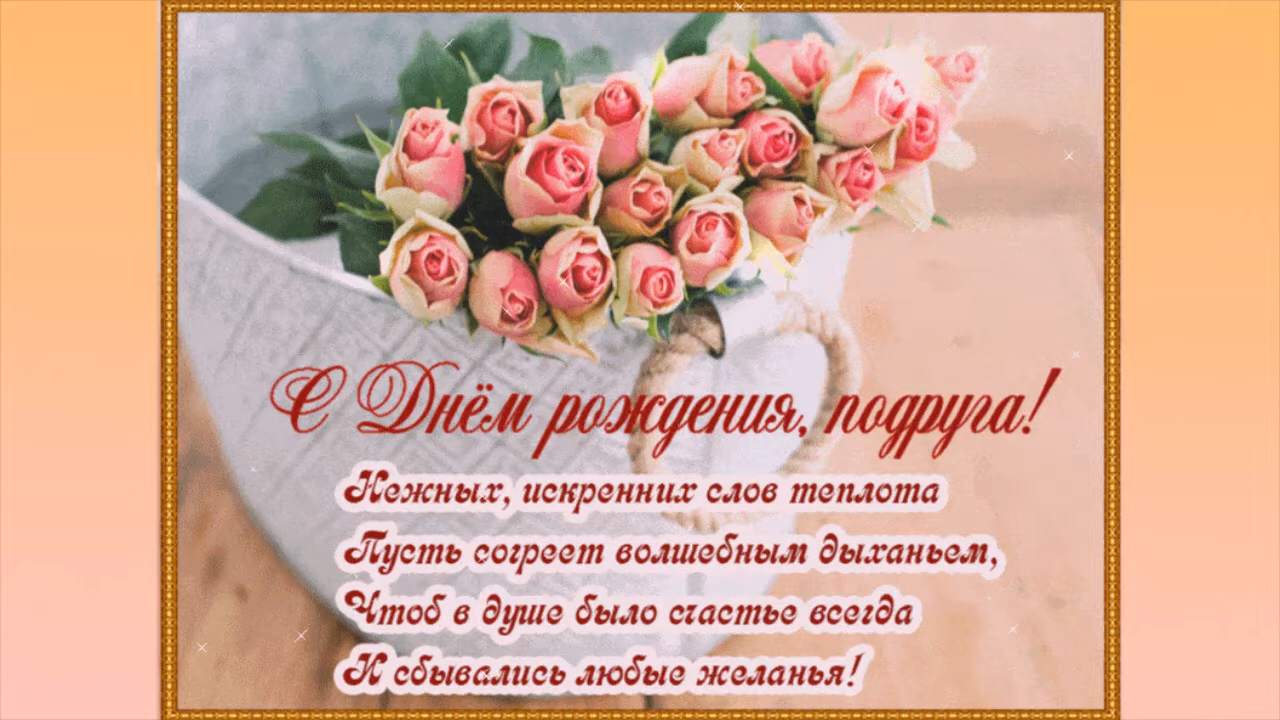 С Днём рождения, подруга!
Нежных, искренних слов теплота
Пусть согреет волшебным дыханьем,
Чтоб в душе было счастье всегда
И сбывались любые желанья!